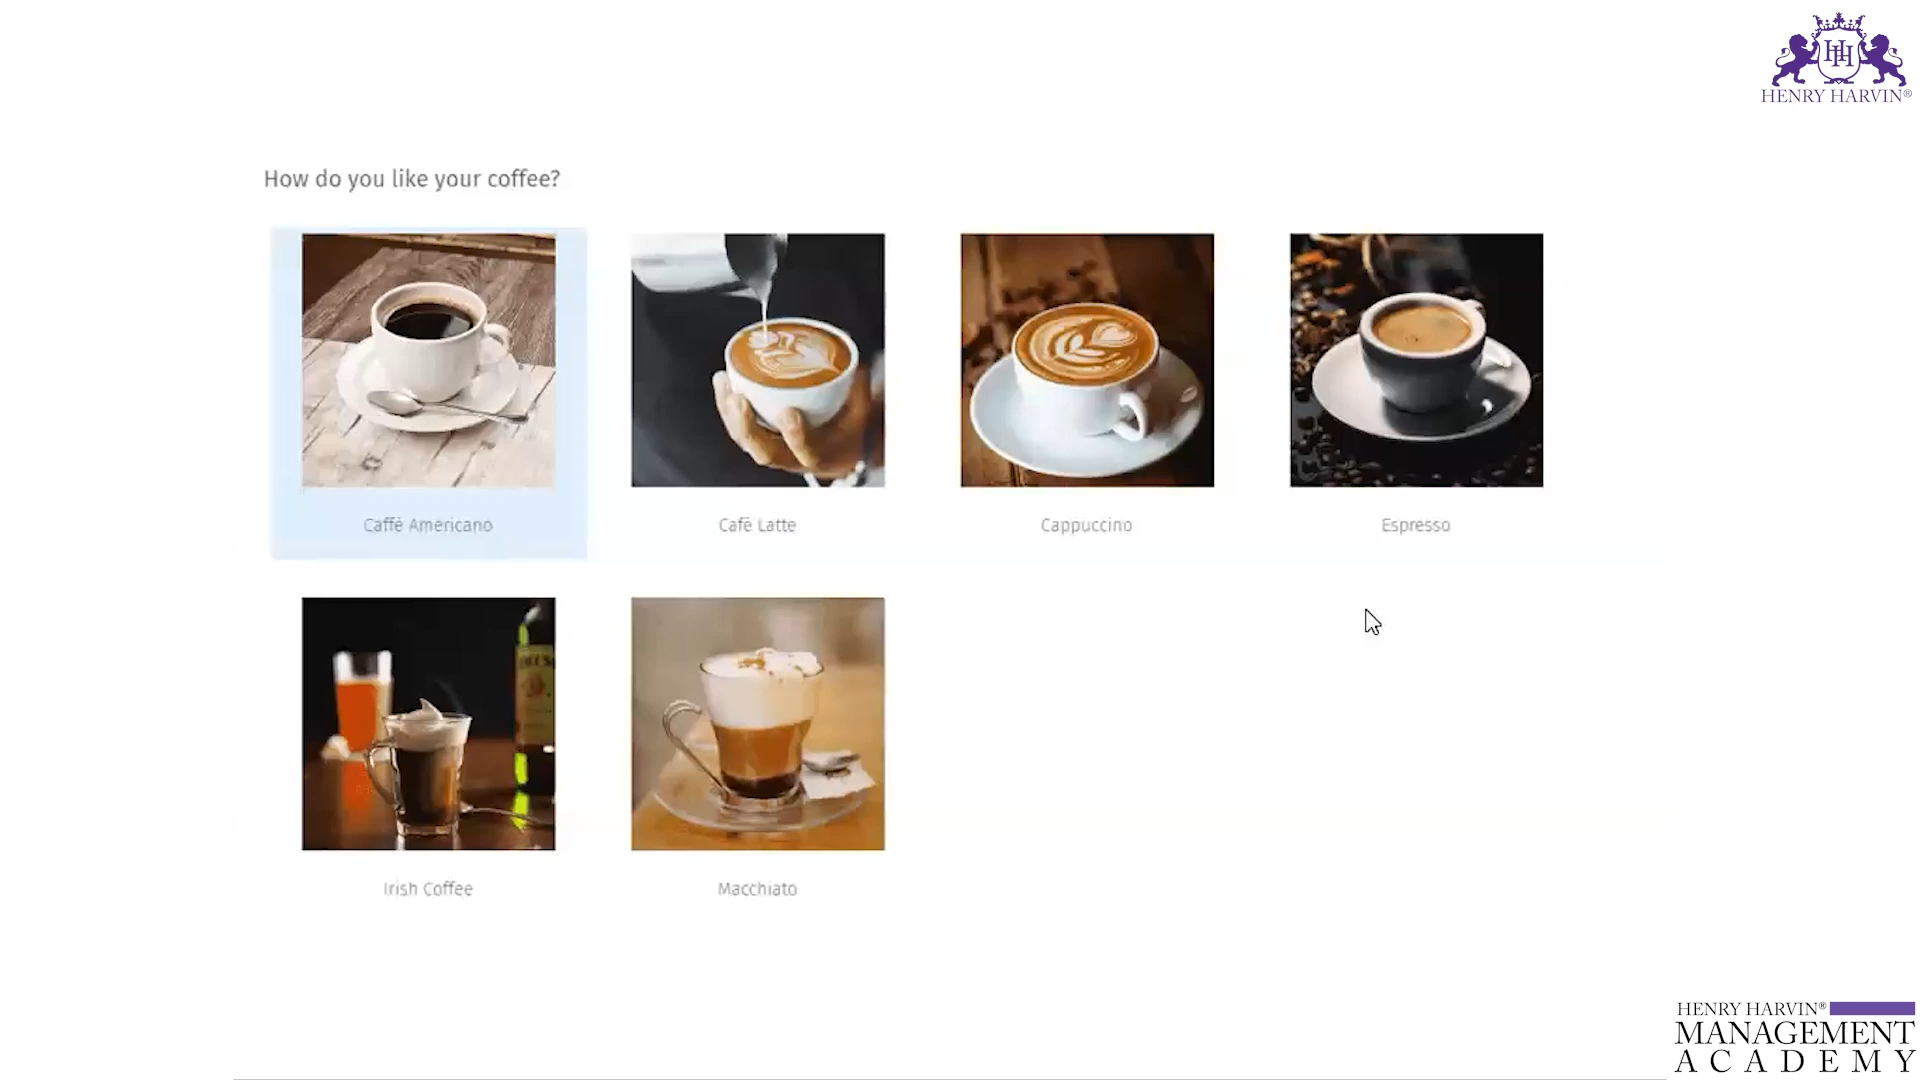 HENRY HARVIN®
How do you like your coffee?
Caffè Americano
Café Latte
Cappuccino
Espresso
Irish Coffee
Macchiato
HENRY HARVIN®
MANAGEMENT
ACADEMY